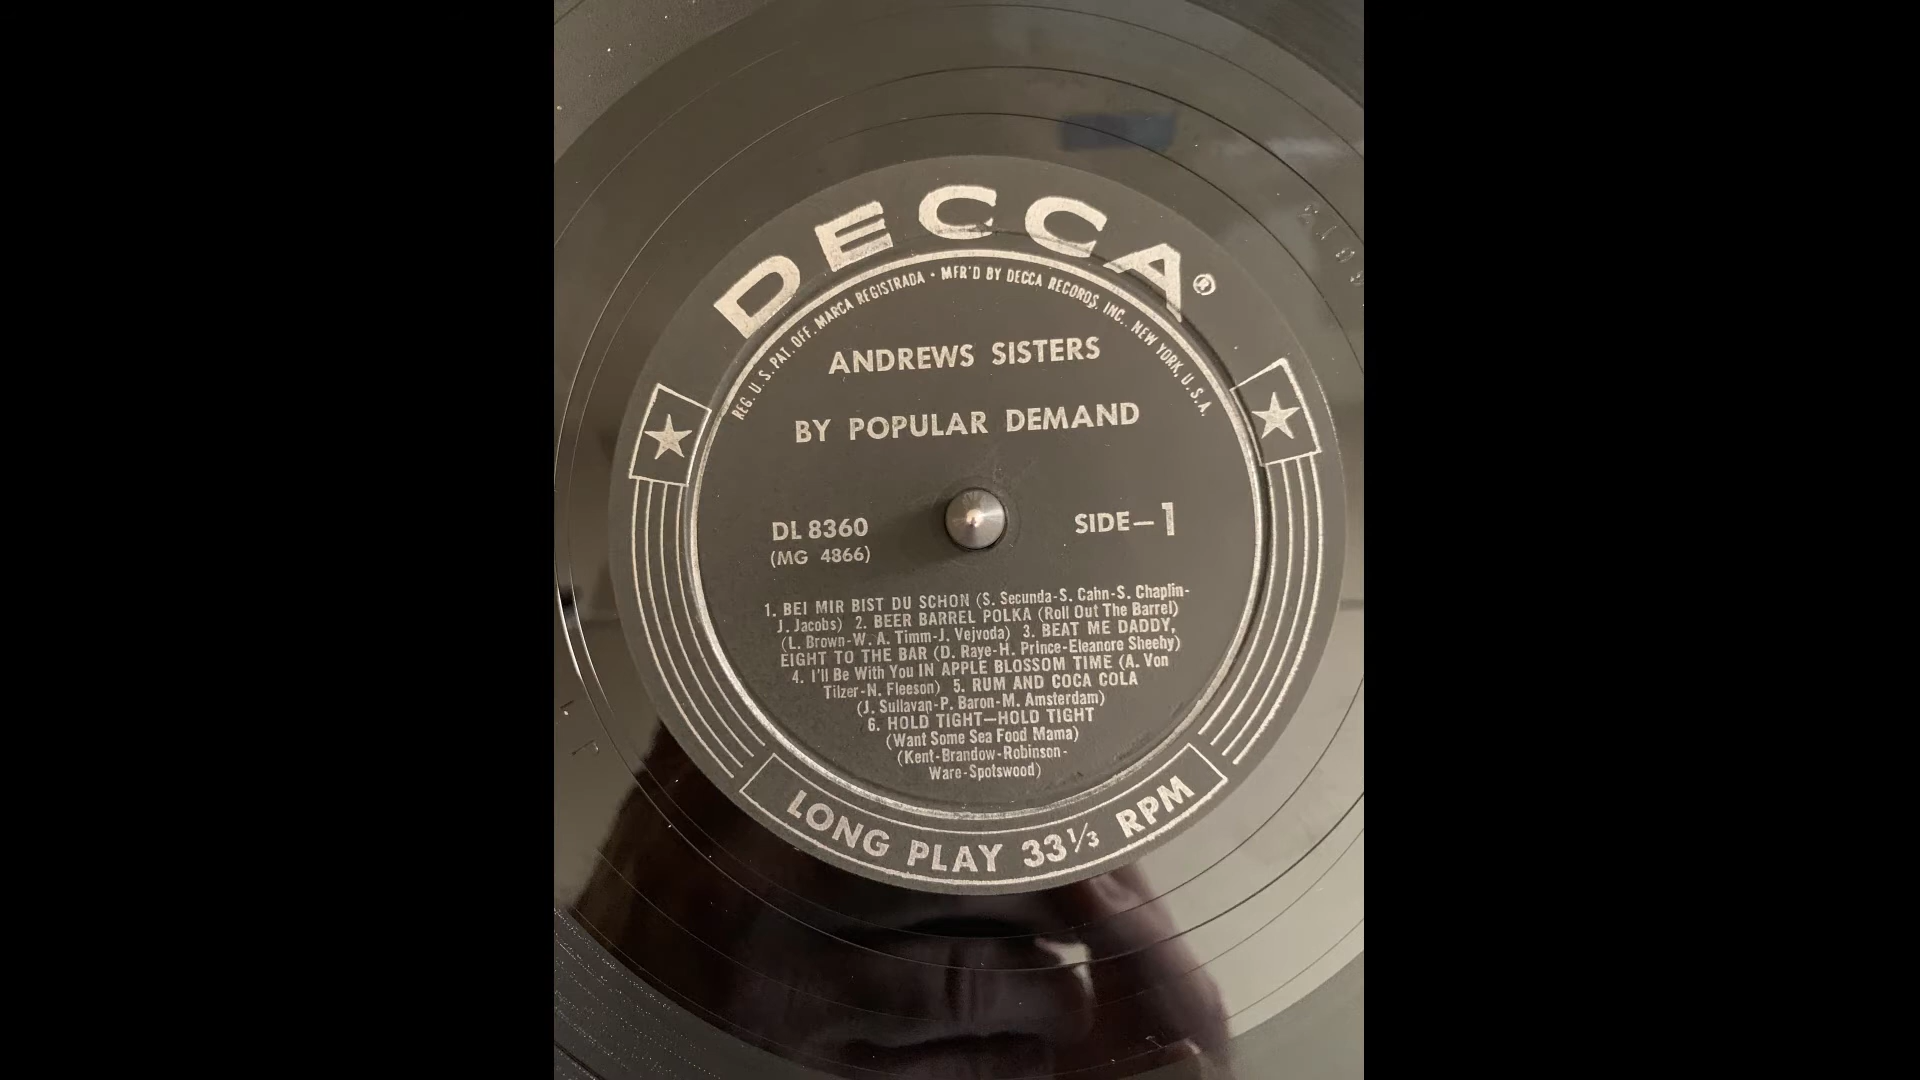 DECCA®
REG. U.S. PAT. OFF. MARCA REGISTRADA • MFR'D BY DECCA RECORDS, INC., NEW YORK, U.S.A.
ANDREWS SISTERS
BY POPULAR DEMAND
DL 8360
(MG 4866)
SIDE—1
1. BEI MIR BIST DU SCHON (S. Secunda-S. Cahn-S. Chaplin-
J. Jacobs) 2. BEER BARREL POLKA (Roll Out The Barrel)
(L. Brown-W. A. Timm-J. Vejvoda) 3. BEAT ME DADDY,
EIGHT TO THE BAR (D. Raye-H. Prince-Eleanore Sheehy)
4. I'll Be With You IN APPLE BLOSSOM TIME (A. Von
Tilzer-N. Fleeson) 5. RUM AND COCA COLA
(J. Sullavan-P. Baron-M. Amsterdam)
6. HOLD TIGHT—HOLD TIGHT
(Want Some Sea Food Mama)
(Kent-Brandow-Robinson-
Ware-Spotswood)
LONG PLAY 33⅓ RPM